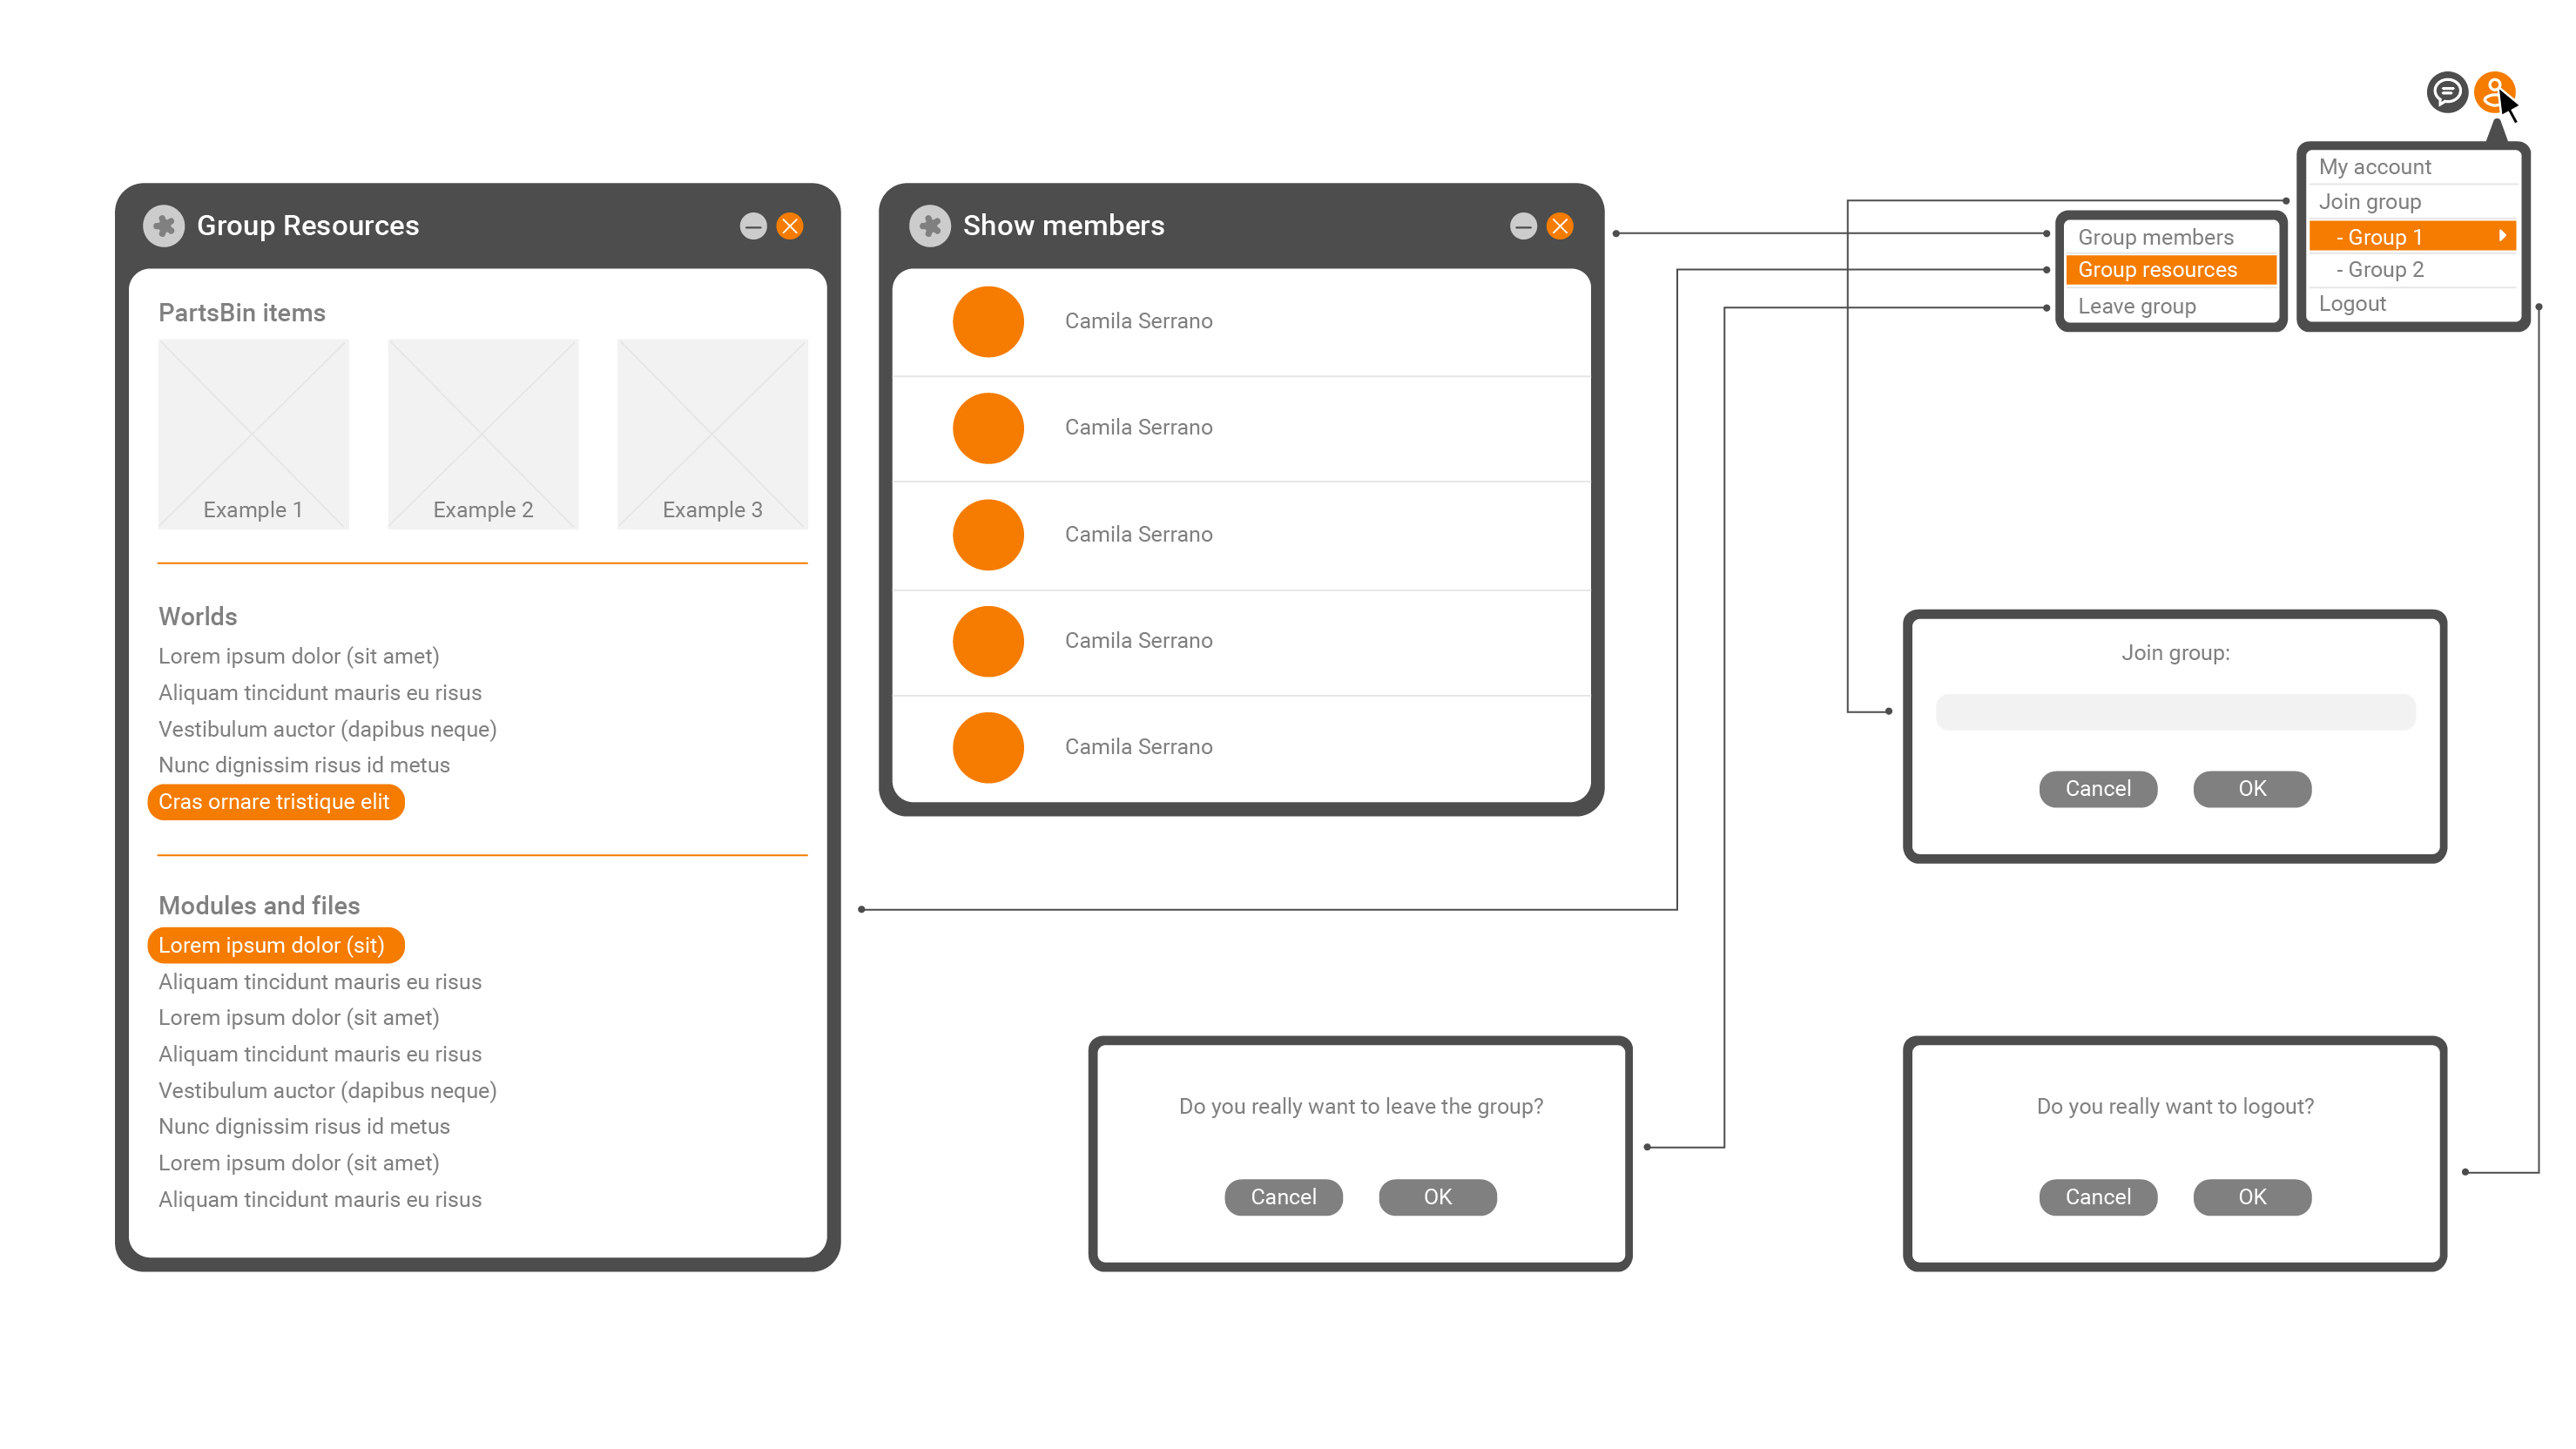 Group Resources
PartsBin items
Example 1
Example 2
Example 3
Worlds
Lorem ipsum dolor (sit amet)
Aliquam tincidunt mauris eu risus
Vestibulum auctor (dapibus neque)
Nunc dignissim risus id metus
Cras ornare tristique elit
Modules and files
Lorem ipsum dolor (sit)
Aliquam tincidunt mauris eu risus
Lorem ipsum dolor (sit amet)
Aliquam tincidunt mauris eu risus
Vestibulum auctor (dapibus neque)
Nunc dignissim risus id metus
Lorem ipsum dolor (sit amet)
Aliquam tincidunt mauris eu risus
Show members
Camila Serrano
Camila Serrano
Camila Serrano
Camila Serrano
Camila Serrano
Group members
Group resources
Leave group
My account
Join group
- Group 1
- Group 2
Logout
Join group:
Cancel
OK
Do you really want to leave the group?
Cancel
OK
Do you really want to logout?
Cancel
OK